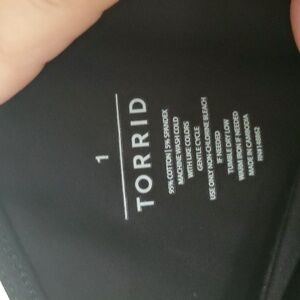 1
TORRID
95% COTTON | 5% SPANDEX
MACHINE WASH COLD
WITH LIKE COLORS
GENTLE CYCLE
USE ONLY NON-CHLORINE BLEACH
IF NEEDED
TUMBLE DRY LOW
WARM IRON IF NEEDED
MADE IN CAMBODIA